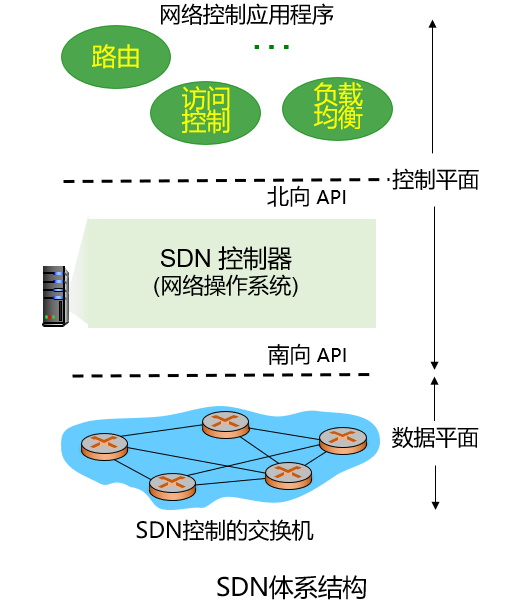 网络控制应用程序
路由
...
访问
控制
负载
均衡
控制平面
北向 API
SDN 控制器
(网络操作系统)
南向 API
数据平面
SDN控制的交换机
SDN体系结构